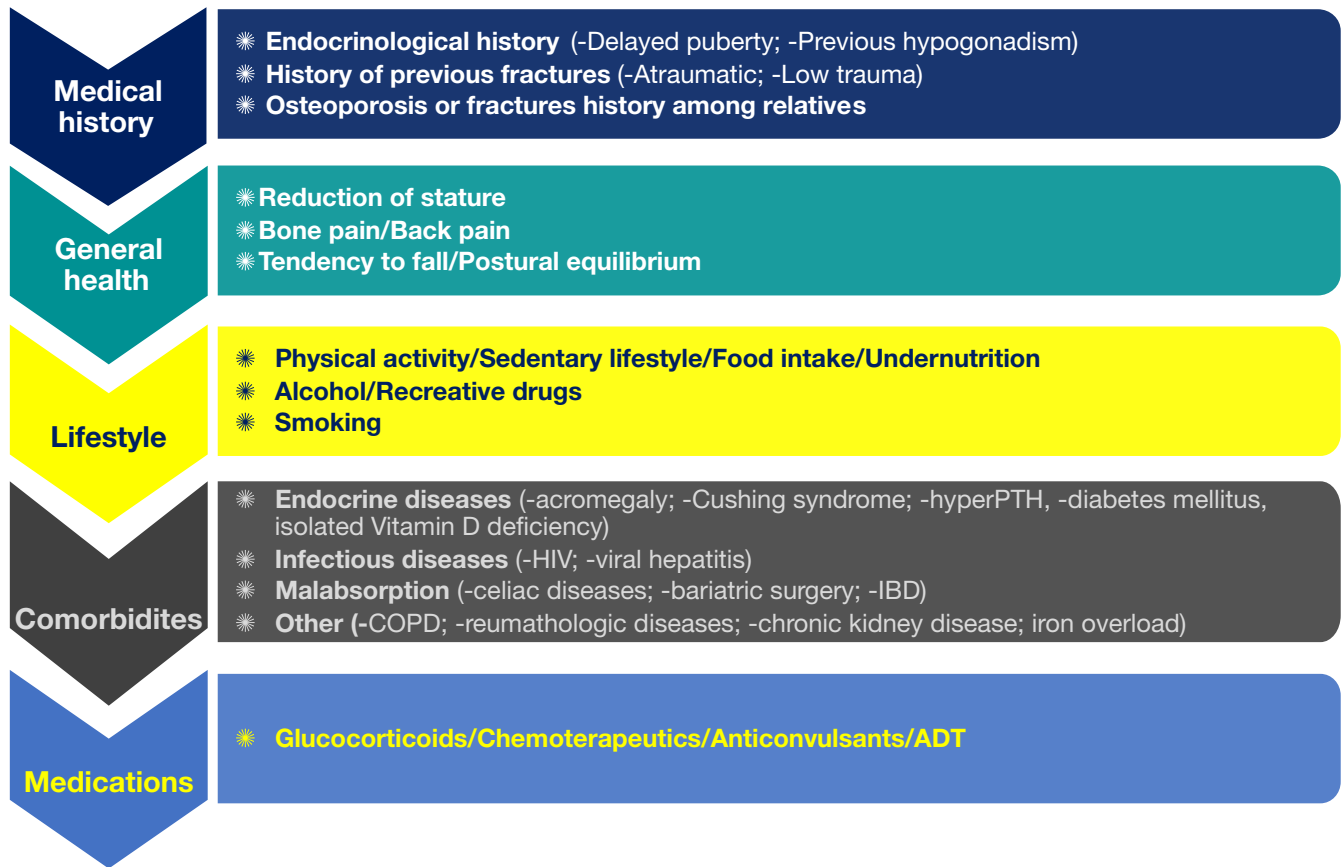 Medical
history
✺ Endocrinological history (-Delayed puberty; -Previous hypogonadism)
✺ History of previous fractures (-Atraumatic; -Low trauma)
✺ Osteoporosis or fractures history among relatives
General
health
✺ Reduction of stature
✺ Bone pain/Back pain
✺ Tendency to fall/Postural equilibrium
Lifestyle
✺ Physical activity/Sedentary lifestyle/Food intake/Undernutrition
✺ Alcohol/Recreative drugs
✺ Smoking
Comorbidites
✺ Endocrine diseases (-acromegaly; -Cushing syndrome; -hyperPTH, -diabetes mellitus,
isolated Vitamin D deficiency)
✺ Infectious diseases (-HIV; -viral hepatitis)
✺ Malabsorption (-celiac diseases; -bariatric surgery; -IBD)
✺ Other (-COPD; -reumathologic diseases; -chronic kidney disease; iron overload)
Medications
✺ Glucocorticoids/Chemoterapeutics/Anticonvulsants/ADT